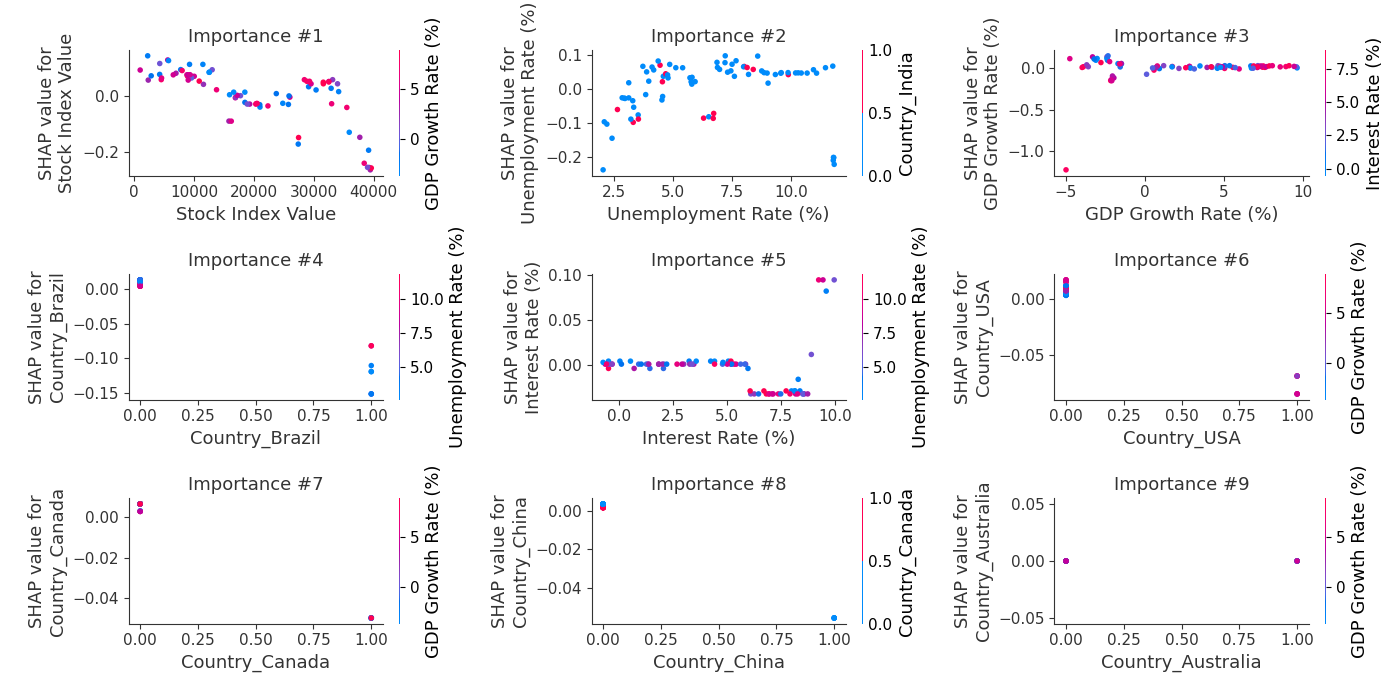 Importance #1
SHAP value for
Stock Index Value
0.0
−0.2
0
10000
20000
30000
40000
Stock Index Value
5
0
GDP Growth Rate (%)
Importance #2
SHAP value for
Unemployment Rate (%)
0.1
0.0
−0.1
−0.2
2.5
5.0
7.5
10.0
Unemployment Rate (%)
1.0
0.5
0.0
Country_India
Importance #3
SHAP value for
GDP Growth Rate (%)
0.0
−0.5
−1.0
−5
0
5
10
GDP Growth Rate (%)
7.5
5.0
2.5
0.0
Interest Rate (%)
Importance #4
SHAP value for
Country_Brazil
0.00
−0.05
−0.10
−0.15
0.00
0.25
0.50
0.75
1.00
Country_Brazil
10.0
7.5
5.0
Unemployment Rate (%)
Importance #5
SHAP value for
Interest Rate (%)
0.10
0.05
0.00
0.0
2.5
5.0
7.5
10.0
Interest Rate (%)
10.0
7.5
5.0
Unemployment Rate (%)
Importance #6
SHAP value for
Country_USA
0.00
−0.05
0.00
0.25
0.50
0.75
1.00
Country_USA
5
0
GDP Growth Rate (%)
Importance #7
SHAP value for
Country_Canada
0.00
−0.02
−0.04
0.00
0.25
0.50
0.75
1.00
Country_Canada
5
0
GDP Growth Rate (%)
Importance #8
SHAP value for
Country_China
0.00
−0.02
−0.04
0.00
0.25
0.50
0.75
1.00
Country_China
1.0
0.5
0.0
Country_Canada
Importance #9
SHAP value for
Country_Australia
0.05
0.00
−0.05
0.00
0.25
0.50
0.75
1.00
Country_Australia
5
0
GDP Growth Rate (%)